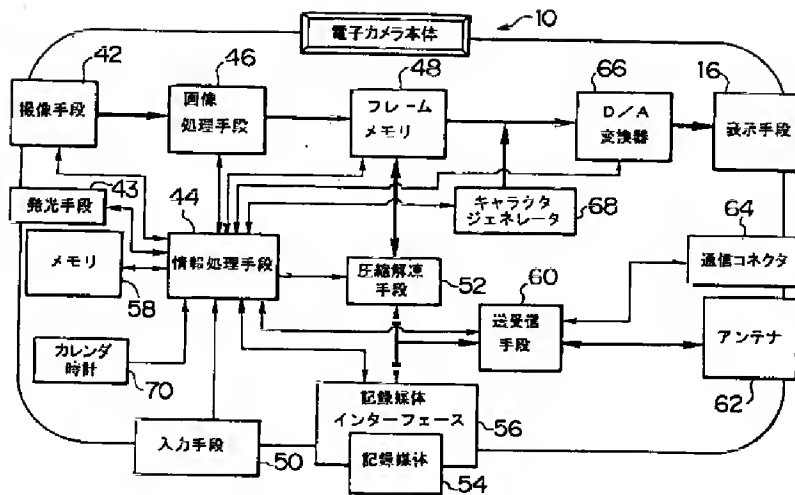 電子カメラ本体
10
42
46
48
66
16
撮像手段
画像
処理手段
フレーム
メモリ
D/A
変換器
表示手段
43
発光手段
44
キャラクタ
ジェネレータ
68
64
メモリ
58
情報処理手段
圧縮解凍
手段
52
60
送受信
手段
通信コネクタ
カレンダ
時計
70
アンテナ
62
記録媒体
インターフェース
56
入力手段
50
記録媒体
54